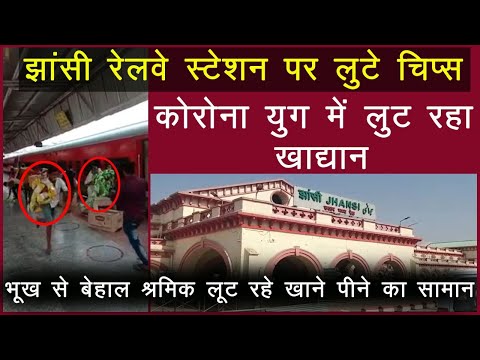 झांसी रेलवे स्टेशन पर लुटे चिप्स
कोरोना युग में लुट रहा
खाद्यान
झांसी JHANSI
भूख से बेहाल श्रमिक लूट रहे खाने पीने का सामान